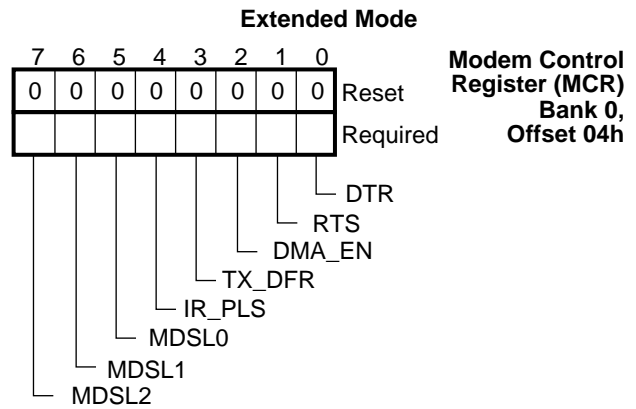 Extended Mode
7 6 5 4 3 2 1 0
Modem Control
Register (MCR)
Bank 0,
Offset 04h
0 0 0 0 0 0 0 0 Reset
Required
DTR
RTS
DMA_EN
TX_DFR
IR_PLS
MDSL0
MDSL1
MDSL2